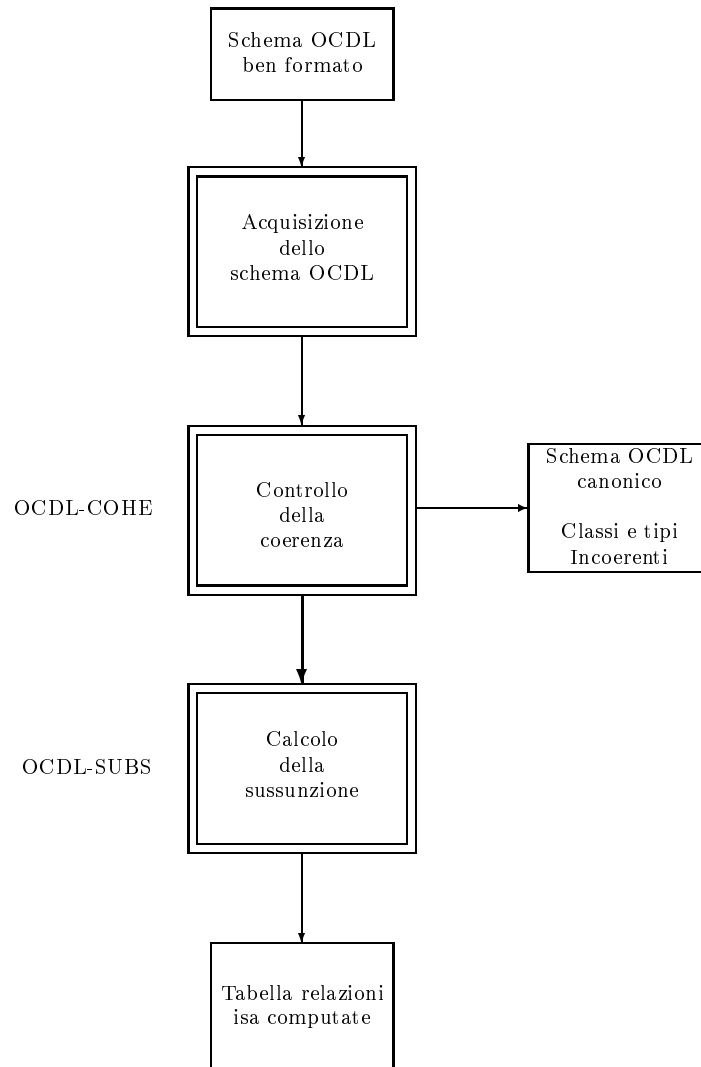 Schema OCDL
ben formato
Acquisizione
dello
schema OCDL
OCDL-COHE
Controllo
della
coerenza
Schema OCDL
canonico
Classi e tipi
Incoerenti
OCDL-SUBS
Calcolo
della
sussunzione
Tabella relazioni
isa computate